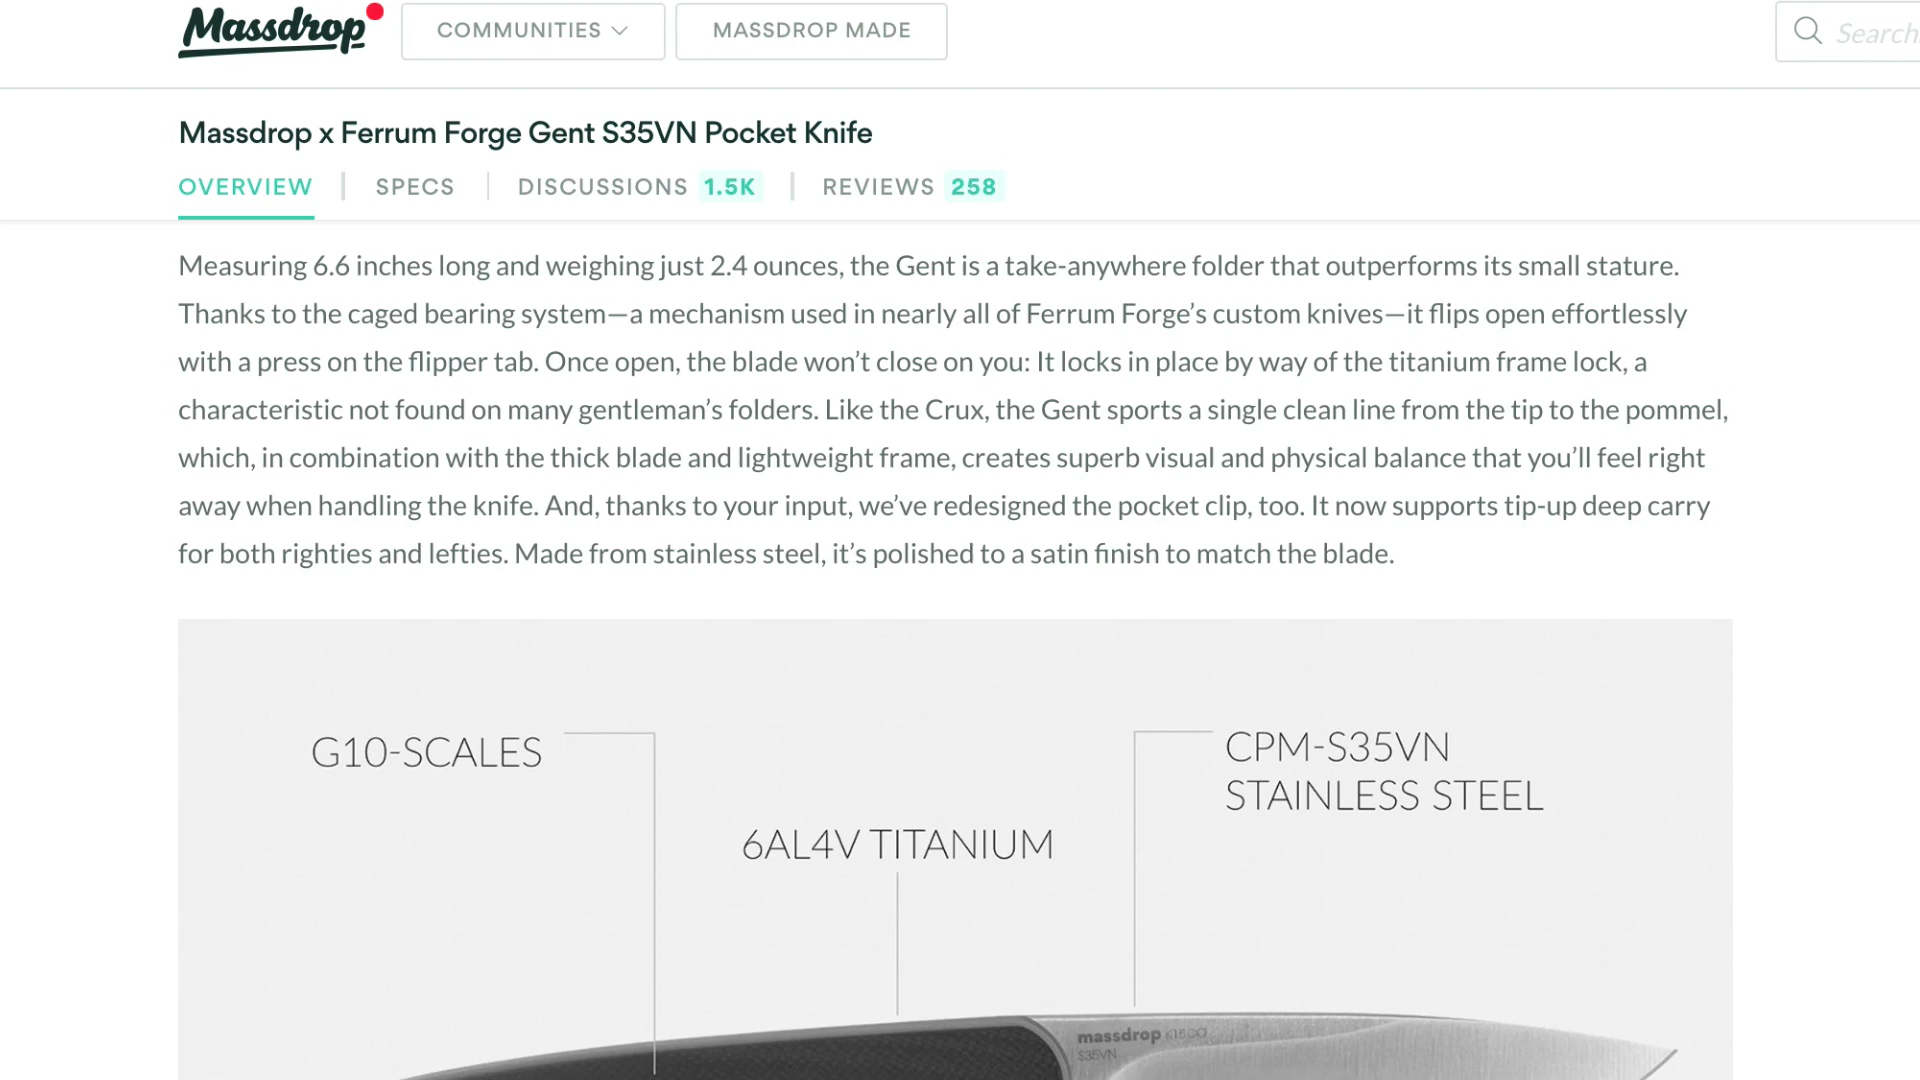 Massdrop
COMMUNITIES
MASSDROP MADE
Search
Massdrop x Ferrum Forge Gent S35VN Pocket Knife
OVERVIEW
SPECS
DISCUSSIONS 1.5K
REVIEWS 258
Measuring 6.6 inches long and weighing just 2.4 ounces, the Gent is a take-anywhere folder that outperforms its small stature.
Thanks to the caged bearing system—a mechanism used in nearly all of Ferrum Forge’s custom knives—it flips open effortlessly
with a press on the flipper tab. Once open, the blade won’t close on you: It locks in place by way of the titanium frame lock, a
characteristic not found on many gentleman’s folders. Like the Crux, the Gent sports a single clean line from the tip to the pommel,
which, in combination with the thick blade and lightweight frame, creates superb visual and physical balance that you’ll feel right
away when handling the knife. And, thanks to your input, we’ve redesigned the pocket clip, too. It now supports tip-up deep carry
for both righties and lefties. Made from stainless steel, it’s polished to a satin finish to match the blade.
G10-SCALES
CPM-S35VN
STAINLESS STEEL
6AL4V TITANIUM
massdrop
S35VN